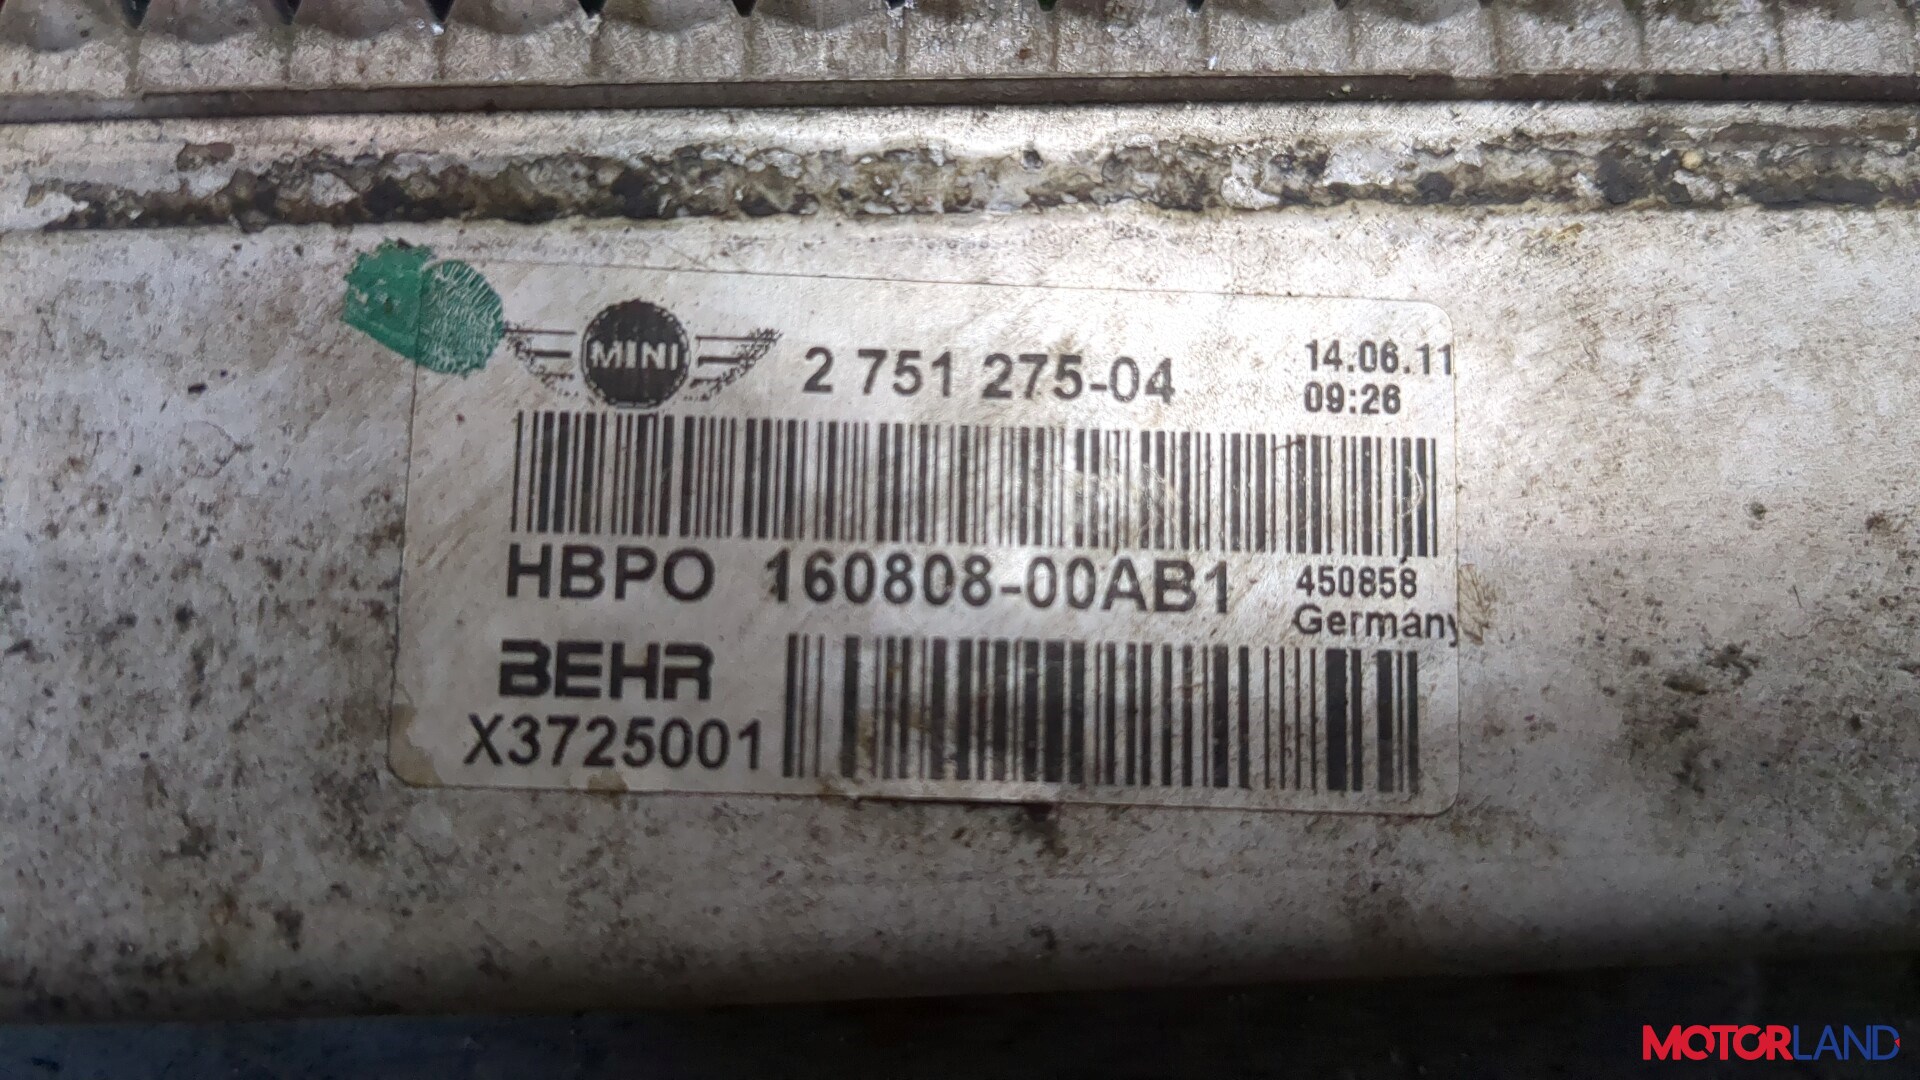 MINI 2 751 275-04 14.06.11
09:26
HBPO 160808-00AB1 450858
Germany
BEHR
X3725001
MOTORLAND